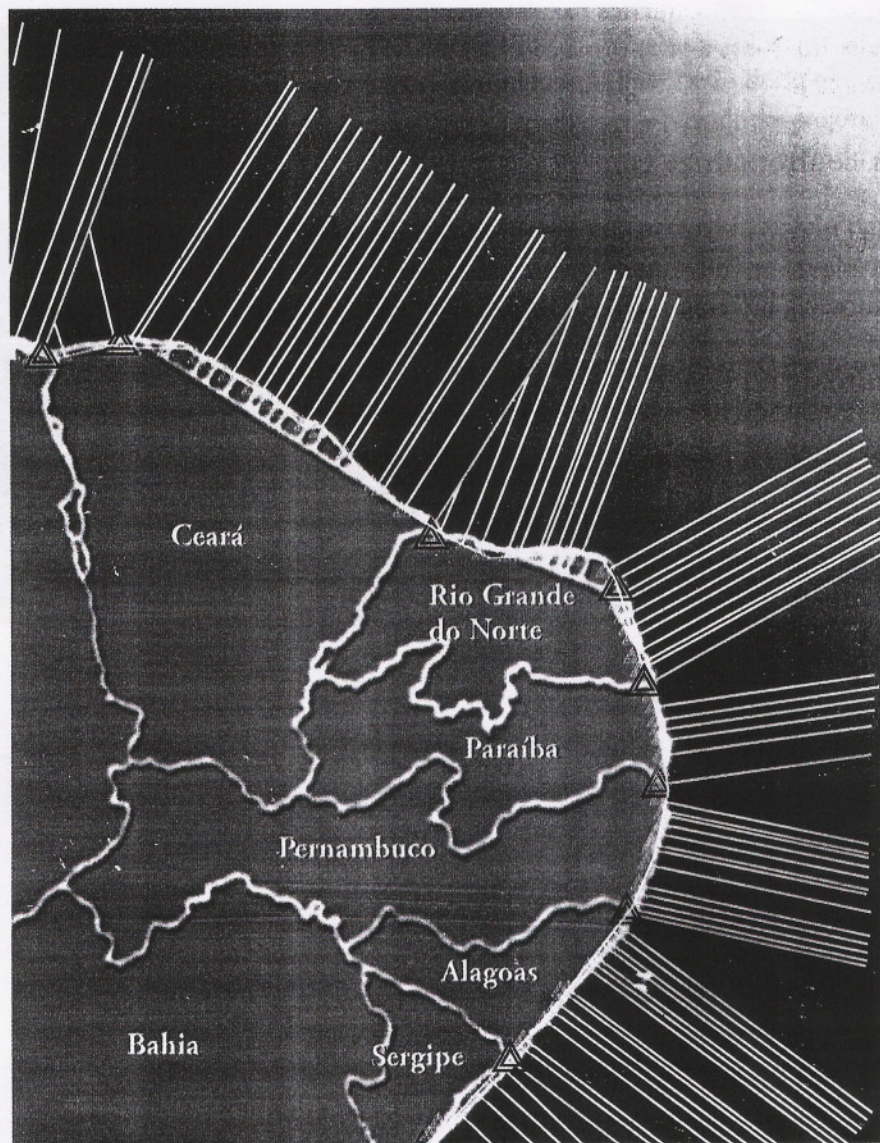 Ceará
Rio Grande
do Norte
Paraíba
Pernambuco
Alagoas
Bahia
Sergipe